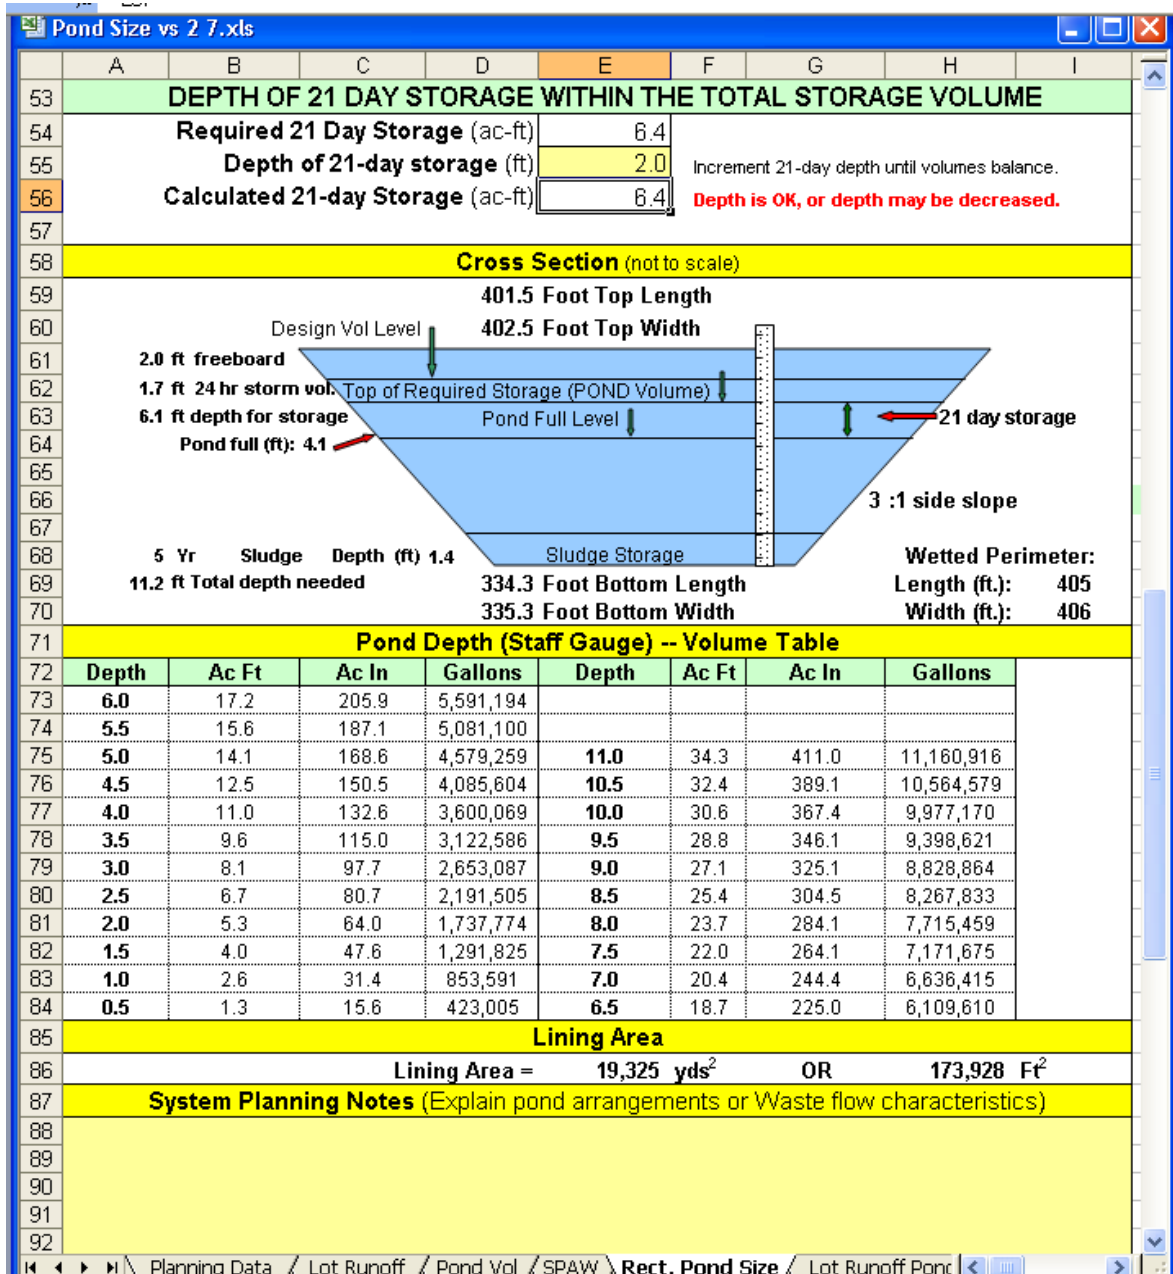 Pond Size vs 2 7.xls
A B C D E F G H I
53 DEPTH OF 21 DAY STORAGE WITHIN THE TOTAL STORAGE VOLUME
54 Required 21 Day Storage (ac-ft) 6.4
55 Depth of 21-day storage (ft) 2.0 Increment 21-day depth until volumes balance.
56 Calculated 21-day Storage (ac-ft) 6.4 Depth is OK, or depth may be decreased.
57
58 Cross Section (not to scale)
59 401.5 Foot Top Length
60 Design Vol Level 402.5 Foot Top Width
61 2.0 ft freeboard
62 1.7 ft 24 hr storm vol. Top of Required Storage (POND Volume)
63 6.1 ft depth for storage Pond Full Level 21 day storage
64 Pond full (ft): 4.1
65
66 3 :1 side slope
67
68 5 Yr Sludge Depth (ft) 1.4 Sludge Storage Wetted Perimeter:
69 11.2 ft Total depth needed 334.3 Foot Bottom Length Length (ft.): 405
70 335.3 Foot Bottom Width Width (ft.): 406
71 Pond Depth (Staff Gauge) -- Volume Table
72 Depth Ac Ft Ac In Gallons Depth Ac Ft Ac In Gallons
73 6.0 17.2 205.9 5,591,194
74 5.5 15.6 187.1 5,081,100
75 5.0 14.1 168.6 4,579,259 11.0 34.3 411.0 11,160,916
76 4.5 12.5 150.5 4,085,604 10.5 32.4 389.1 10,564,579
77 4.0 11.0 132.6 3,600,069 10.0 30.6 367.4 9,977,170
78 3.5 9.6 115.0 3,122,586 9.5 28.8 346.1 9,398,621
79 3.0 8.1 97.7 2,653,087 9.0 27.1 325.1 8,828,864
80 2.5 6.7 80.7 2,191,505 8.5 25.4 304.5 8,267,833
81 2.0 5.3 64.0 1,737,774 8.0 23.7 284.1 7,715,459
82 1.5 4.0 47.6 1,291,825 7.5 22.0 264.1 7,171,675
83 1.0 2.6 31.4 853,591 7.0 20.4 244.4 6,636,415
84 0.5 1.3 15.6 423,005 6.5 18.7 225.0 6,109,610
85 Lining Area
86 Lining Area = 19,325 yds² OR 173,928 Ft²
87 System Planning Notes (Explain pond arrangements or Waste flow characteristics)
88
89
90
91
92
Planning Data / Lot Runoff / Pond Vol / SPAW \ Rect. Pond Size / Lot Runoff Pond